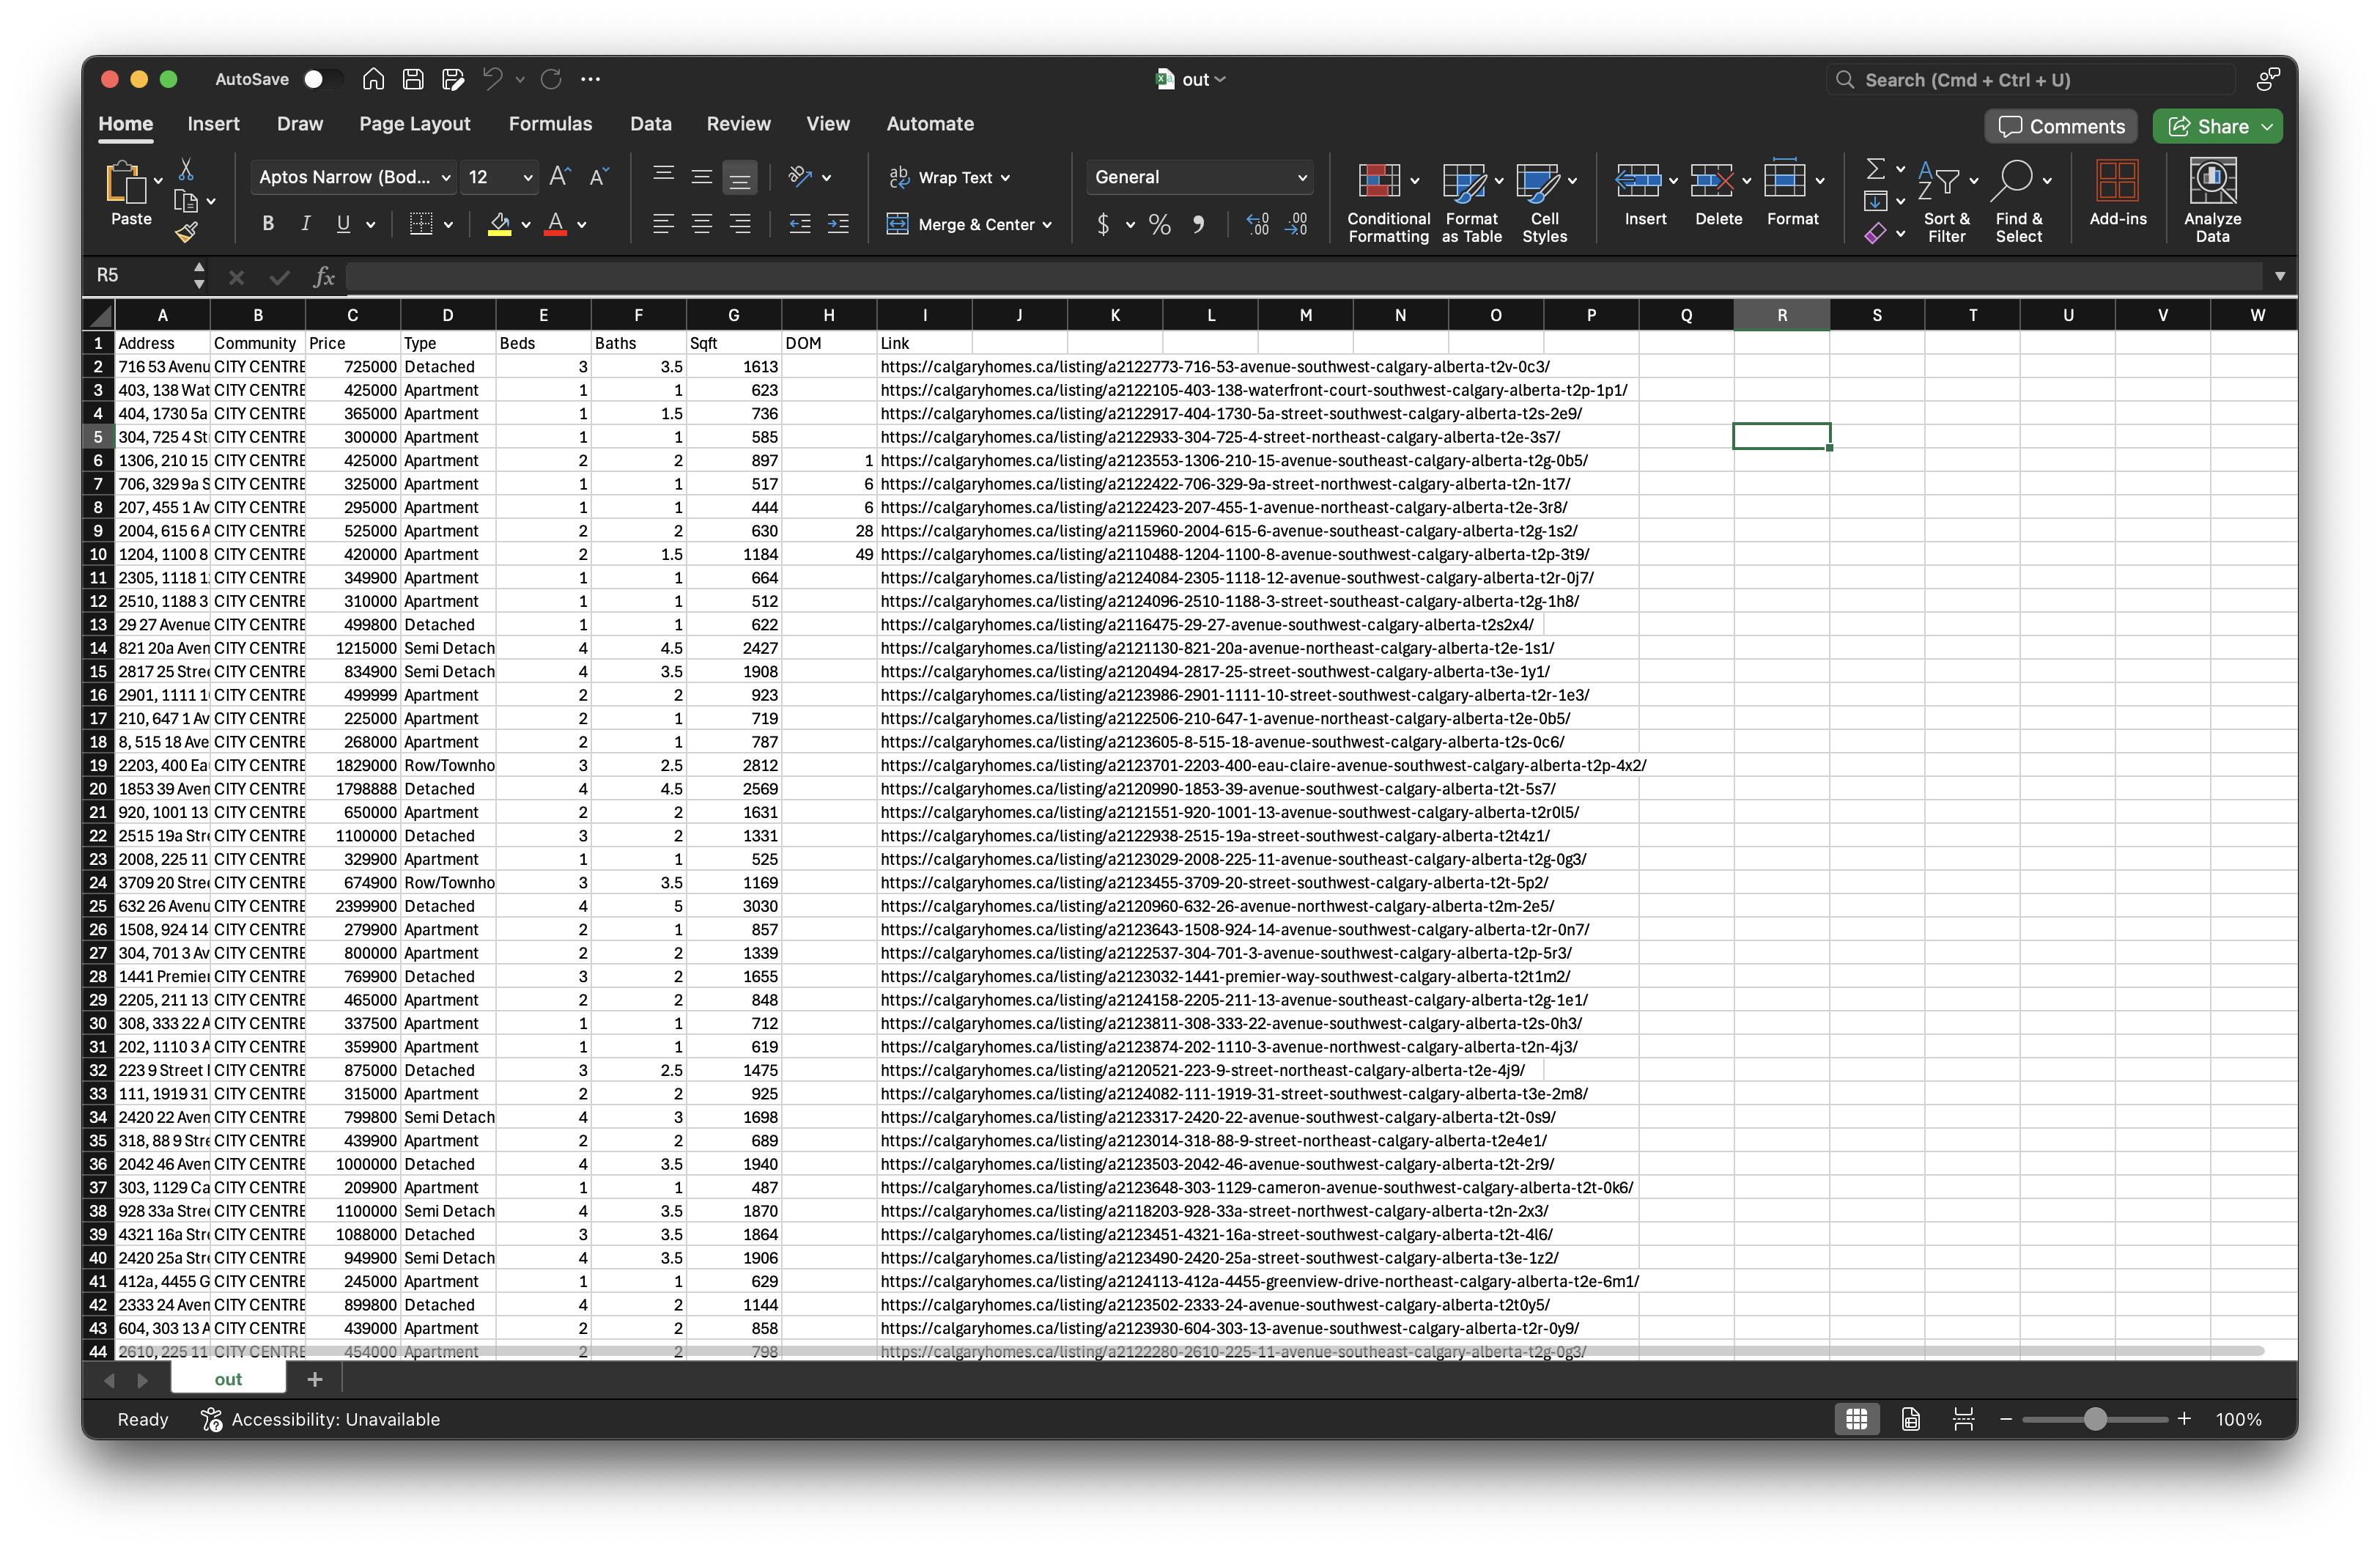 AutoSave
out
Search (Cmd + Ctrl + U)
Home Insert Draw Page Layout Formulas Data Review View Automate
Comments Share
Paste
Aptos Narrow (Bod... 12
Wrap Text
Merge & Center
General
Conditional Formatting
Format as Table
Cell Styles
Insert Delete Format
Sort & Filter
Find & Select
Add-ins
Analyze Data
R5 fx
A B C D E F G H I J K L M N O P Q R S T U V W
1 Address Community Price Type Beds Baths Sqft DOM Link
2 716 53 Avenu CITY CENTRE 725000 Detached 3 3.5 1613 https://calgaryhomes.ca/listing/a2122773-716-53-avenue-southwest-calgary-alberta-t2v-0c3/
3 403, 138 Wat CITY CENTRE 425000 Apartment 1 1 623 https://calgaryhomes.ca/listing/a2122105-403-138-waterfront-court-southwest-calgary-alberta-t2p-1p1/
4 404, 1730 5a CITY CENTRE 365000 Apartment 1 1.5 736 https://calgaryhomes.ca/listing/a2122917-404-1730-5a-street-southwest-calgary-alberta-t2s-2e9/
5 304, 725 4 St CITY CENTRE 300000 Apartment 1 1 585 https://calgaryhomes.ca/listing/a2122933-304-725-4-street-northeast-calgary-alberta-t2e-3s7/
6 1306, 210 15 CITY CENTRE 425000 Apartment 2 2 897 1 https://calgaryhomes.ca/listing/a2123553-1306-210-15-avenue-southeast-calgary-alberta-t2g-0b5/
7 706, 329 9a S CITY CENTRE 325000 Apartment 1 1 517 6 https://calgaryhomes.ca/listing/a2122422-706-329-9a-street-northwest-calgary-alberta-t2n-1t7/
8 207, 455 1 Av CITY CENTRE 295000 Apartment 1 1 444 6 https://calgaryhomes.ca/listing/a2122423-207-455-1-avenue-northeast-calgary-alberta-t2e-3r8/
9 2004, 615 6 A CITY CENTRE 525000 Apartment 2 2 630 28 https://calgaryhomes.ca/listing/a2115960-2004-615-6-avenue-southeast-calgary-alberta-t2g-1s2/
10 1204, 1100 8 CITY CENTRE 420000 Apartment 2 1.5 1184 49 https://calgaryhomes.ca/listing/a2110488-1204-1100-8-avenue-southwest-calgary-alberta-t2p-3t9/
11 2305, 1118 1 CITY CENTRE 349900 Apartment 1 1 664 https://calgaryhomes.ca/listing/a2124084-2305-1118-12-avenue-southwest-calgary-alberta-t2r-0j7/
12 2510, 1188 3 CITY CENTRE 310000 Apartment 1 1 512 https://calgaryhomes.ca/listing/a2124096-2510-1188-3-street-southeast-calgary-alberta-t2g-1h8/
13 29 27 Avenue CITY CENTRE 499800 Detached 1 1 622 https://calgaryhomes.ca/listing/a2116475-29-27-avenue-southwest-calgary-alberta-t2s2x4/
14 821 20a Aven CITY CENTRE 1215000 Semi Detach 4 4.5 2427 https://calgaryhomes.ca/listing/a2121130-821-20a-avenue-northeast-calgary-alberta-t2e-1s1/
15 2817 25 Stree CITY CENTRE 834900 Semi Detach 4 3.5 1908 https://calgaryhomes.ca/listing/a2120494-2817-25-street-southwest-calgary-alberta-t3e-1y1/
16 2901, 1111 1 CITY CENTRE 499999 Apartment 2 2 923 https://calgaryhomes.ca/listing/a2123986-2901-1111-10-street-southwest-calgary-alberta-t2r-1e3/
17 210, 647 1 Av CITY CENTRE 225000 Apartment 2 1 719 https://calgaryhomes.ca/listing/a2122506-210-647-1-avenue-northeast-calgary-alberta-t2e-0b5/
18 8, 515 18 Ave CITY CENTRE 268000 Apartment 2 1 787 https://calgaryhomes.ca/listing/a2123605-8-515-18-avenue-southwest-calgary-alberta-t2s-0c6/
19 2203, 400 Ea CITY CENTRE 1829000 Row/Townho 3 2.5 2812 https://calgaryhomes.ca/listing/a2123701-2203-400-eau-claire-avenue-southwest-calgary-alberta-t2p-4x2/
20 1853 39 Aven CITY CENTRE 1798888 Detached 4 4.5 2569 https://calgaryhomes.ca/listing/a2120990-1853-39-avenue-southwest-calgary-alberta-t2t-5s7/
21 920, 1001 13 CITY CENTRE 650000 Apartment 2 2 1631 https://calgaryhomes.ca/listing/a2121551-920-1001-13-avenue-southwest-calgary-alberta-t2r0l5/
22 2515 19a Stre CITY CENTRE 1100000 Detached 3 2 1331 https://calgaryhomes.ca/listing/a2122938-2515-19a-street-southwest-calgary-alberta-t2t4z1/
23 2008, 225 11 CITY CENTRE 329900 Apartment 1 1 525 https://calgaryhomes.ca/listing/a2123029-2008-225-11-avenue-southeast-calgary-alberta-t2g-0g3/
24 3709 20 Stree CITY CENTRE 674900 Row/Townho 3 3.5 1169 https://calgaryhomes.ca/listing/a2123455-3709-20-street-southwest-calgary-alberta-t2t-5p2/
25 632 26 Avenu CITY CENTRE 2399900 Detached 4 5 3030 https://calgaryhomes.ca/listing/a2120960-632-26-avenue-northwest-calgary-alberta-t2m-2e5/
26 1508, 924 14 CITY CENTRE 279900 Apartment 2 1 857 https://calgaryhomes.ca/listing/a2123643-1508-924-14-avenue-southwest-calgary-alberta-t2r-0n7/
27 304, 701 3 Av CITY CENTRE 800000 Apartment 2 2 1339 https://calgaryhomes.ca/listing/a2122537-304-701-3-avenue-southwest-calgary-alberta-t2p-5r3/
28 1441 Premier CITY CENTRE 769900 Detached 3 2 1655 https://calgaryhomes.ca/listing/a2123032-1441-premier-way-southwest-calgary-alberta-t2t1m2/
29 2205, 211 13 CITY CENTRE 465000 Apartment 2 2 848 https://calgaryhomes.ca/listing/a2124158-2205-211-13-avenue-southeast-calgary-alberta-t2g-1e1/
30 308, 333 22 A CITY CENTRE 337500 Apartment 1 1 712 https://calgaryhomes.ca/listing/a2123811-308-333-22-avenue-southwest-calgary-alberta-t2s-0h3/
31 202, 1110 3 A CITY CENTRE 359900 Apartment 1 1 619 https://calgaryhomes.ca/listing/a2123874-202-1110-3-avenue-northwest-calgary-alberta-t2n-4j3/
32 223 9 Street CITY CENTRE 875000 Detached 3 2.5 1475 https://calgaryhomes.ca/listing/a2120521-223-9-street-northeast-calgary-alberta-t2e-4j9/
33 111, 1919 31 CITY CENTRE 315000 Apartment 2 2 925 https://calgaryhomes.ca/listing/a2124082-111-1919-31-street-southwest-calgary-alberta-t3e-2m8/
34 2420 22 Aven CITY CENTRE 799800 Semi Detach 4 3 1698 https://calgaryhomes.ca/listing/a2123317-2420-22-avenue-southwest-calgary-alberta-t2t-0s9/
35 318, 88 9 Stre CITY CENTRE 439900 Apartment 2 2 689 https://calgaryhomes.ca/listing/a2123014-318-88-9-street-northeast-calgary-alberta-t2e4e1/
36 2042 46 Aven CITY CENTRE 1000000 Detached 4 3.5 1940 https://calgaryhomes.ca/listing/a2123503-2042-46-avenue-southwest-calgary-alberta-t2t-2r9/
37 303, 1129 Ca CITY CENTRE 209900 Apartment 1 1 487 https://calgaryhomes.ca/listing/a2123648-303-1129-cameron-avenue-southwest-calgary-alberta-t2t-0k6/
38 928 33a Stree CITY CENTRE 1100000 Semi Detach 4 3.5 1870 https://calgaryhomes.ca/listing/a2118203-928-33a-street-northwest-calgary-alberta-t2n-2x3/
39 4321 16a Stre CITY CENTRE 1088000 Detached 3 3.5 1864 https://calgaryhomes.ca/listing/a2123451-4321-16a-street-southwest-calgary-alberta-t2t-4l6/
40 2420 25a Stre CITY CENTRE 949900 Semi Detach 4 3.5 1906 https://calgaryhomes.ca/listing/a2123490-2420-25a-street-southwest-calgary-alberta-t3e-1z2/
41 412a, 4455 G CITY CENTRE 245000 Apartment 1 1 629 https://calgaryhomes.ca/listing/a2124113-412a-4455-greenview-drive-northeast-calgary-alberta-t2e-6m1/
42 2333 24 Aven CITY CENTRE 899800 Detached 4 2 1144 https://calgaryhomes.ca/listing/a2123502-2333-24-avenue-southwest-calgary-alberta-t2t0y5/
43 604, 303 13 A CITY CENTRE 439000 Apartment 2 2 858 https://calgaryhomes.ca/listing/a2123930-604-303-13-avenue-southwest-calgary-alberta-t2r-0y9/
44 2610, 225 11 CITY CENTRE 454000 Apartment 2 2 798 https://calgaryhomes.ca/listing/a2122280-2610-225-11-avenue-southeast-calgary-alberta-t2g-0g3/
out
Ready Accessibility: Unavailable 100%